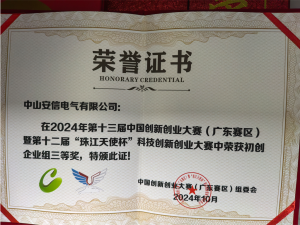 荣誉证书
HONORARY CREDENTIAL
中山安信电气有限公司:
在2024年第十三届中国创新创业大赛（广东赛区）
暨第十二届“珠江天使杯”科技创新创业大赛中荣获初创
企业组三等奖，特颁此证！
中国创新创业大赛（广东赛区）组委会
2024年10月